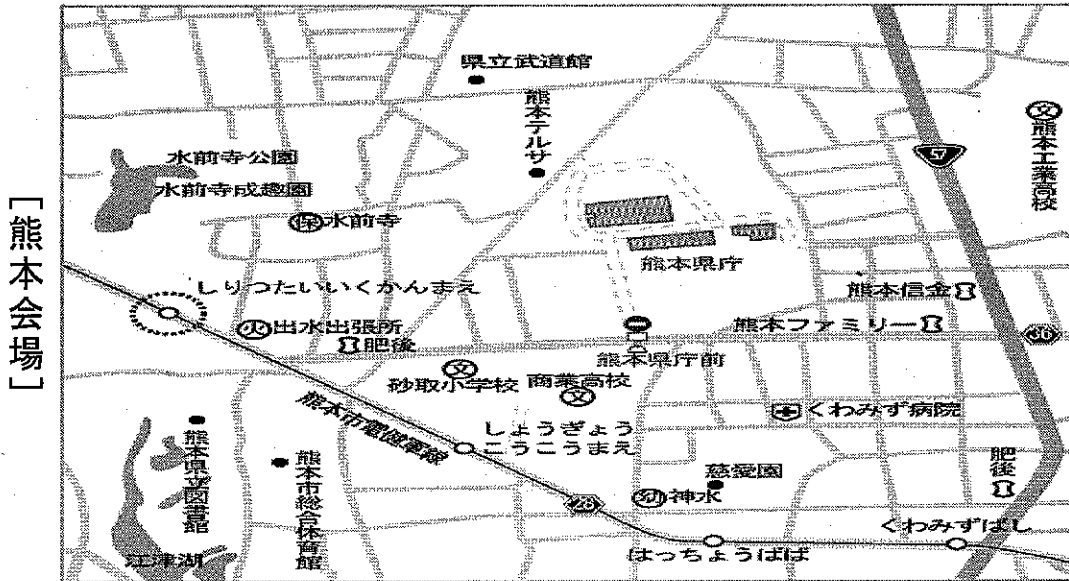 [熊本会場]
県立武道館
熊本テルサ
57
文
熊本工業高校
水前寺公園
水前寺成趣園
保水前寺
熊本県庁
しりつたいいくかんまえ
熊本信金
火出水出張所
熊本ファミリー
36
肥後
熊本県庁前
文
砂取小学校
商業高校
文
熊本市電健軍線
くわみず病院
しょうぎょう
こうこうまえ
熊本県立図書館
熊本市総合体育館
慈愛園
肥後
幼神水
28
くわみずばし
はっちょうばば
江津湖